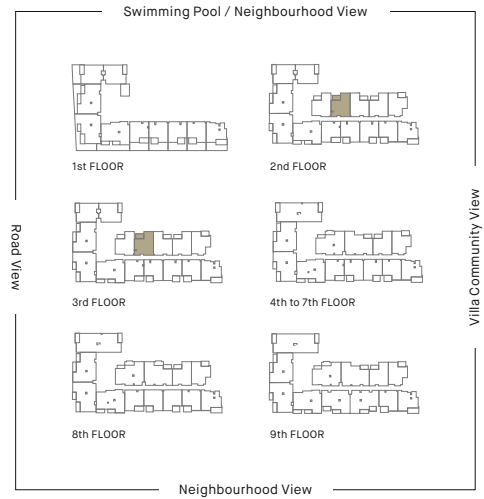 Swimming Pool / Neighbourhood View
1st FLOOR
2nd FLOOR
Road View
Villa Community View
3rd FLOOR
4th to 7th FLOOR
8th FLOOR
9th FLOOR
Neighbourhood View